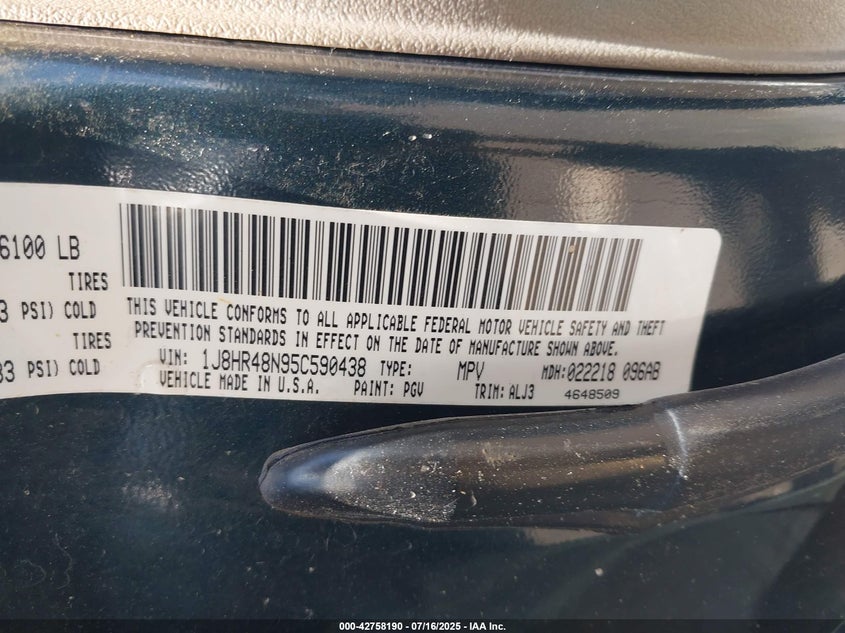 6100 LB
TIRES
3 PSI) COLD
TIRES
33 PSI) COLD
THIS VEHICLE CONFORMS TO ALL APPLICABLE FEDERAL MOTOR VEHICLE SAFETY AND THEFT
PREVENTION STANDARDS IN EFFECT ON THE DATE OF MANUFACTURE SHOWN ABOVE.
VIN: 1J8HR48N95C590438 TYPE: MPV MDH:022218 096AB
VEHICLE MADE IN U.S.A. PAINT: PGV TRIM: ALJ3 4648509
000-42758190 - 07/16/2025 - IAA Inc.